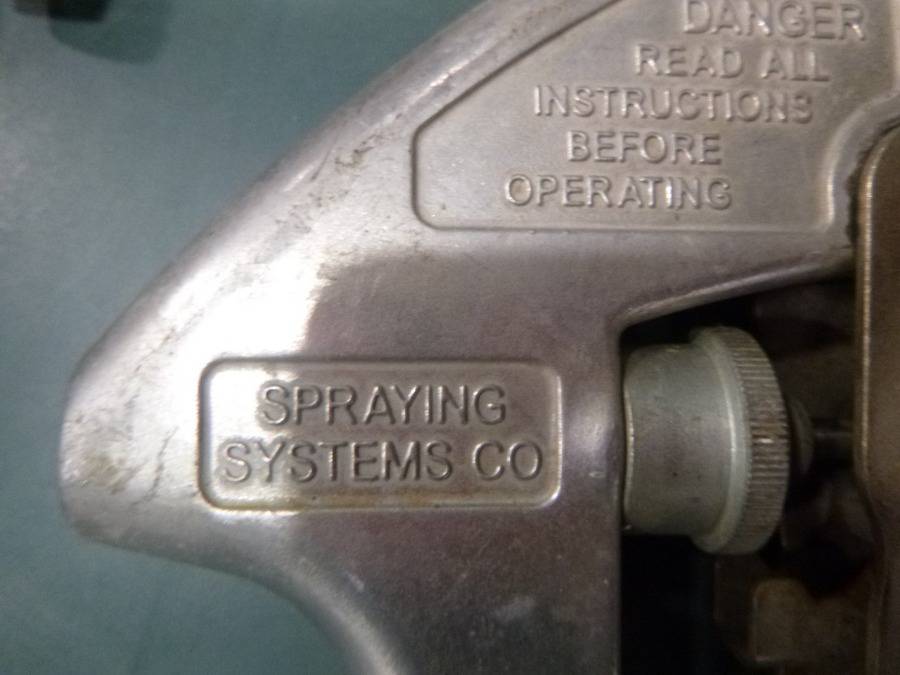 DANGER
READ ALL
INSTRUCTIONS
BEFORE
OPERATING
SPRAYING
SYSTEMS CO